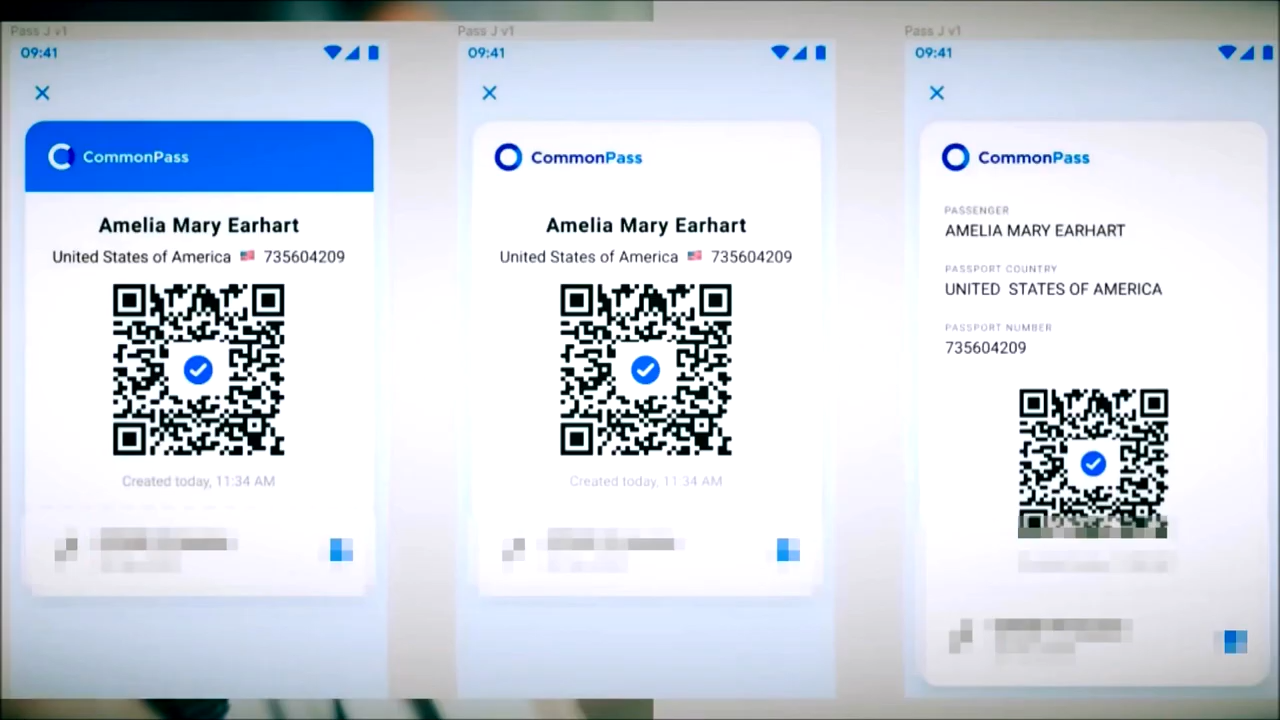 Pass J v1
09:41
CommonPass
Amelia Mary Earhart
United States of America 735604209
Created today, 11:34 AM
Pass J v1
09:41
CommonPass
Amelia Mary Earhart
United States of America 735604209
Created today, 11 34 AM
Pass J v1
09:41
CommonPass
PASSENGER
AMELIA MARY EARHART
PASSPORT COUNTRY
UNITED STATES OF AMERICA
PASSPORT NUMBER
735604209